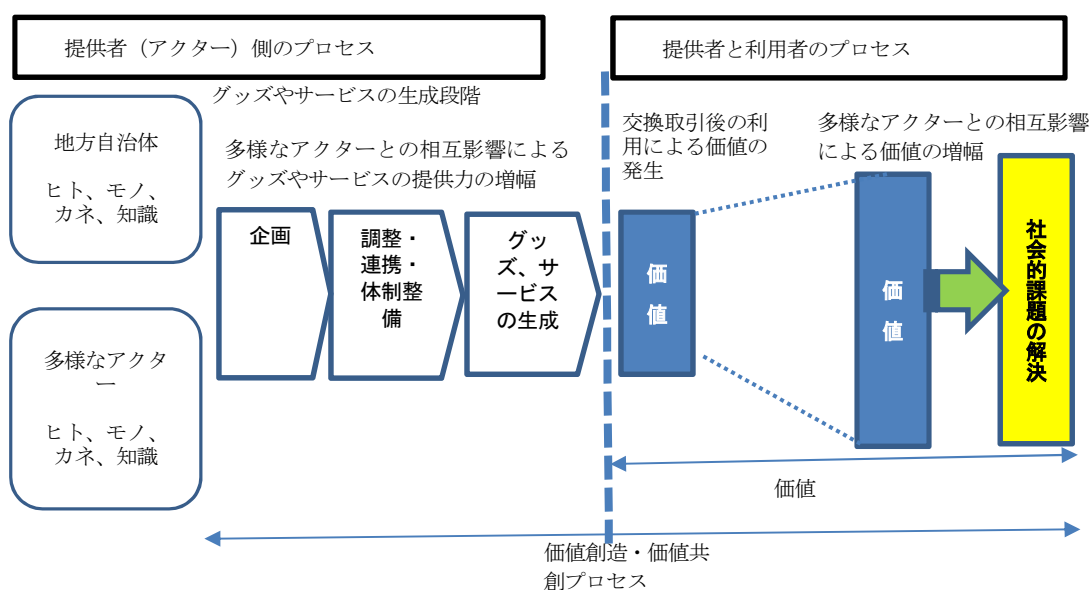 提供者（アクター）側のプロセス
提供者と利用者のプロセス
グッズやサービスの生成段階
地方自治体
ヒト、モノ、
カネ、知識
多様なアクターとの相互影響による
グッズやサービスの提供力の増幅
交換取引後の利
用による価値の
発生
多様なアクターとの相互影響
による価値の増幅
企画
調整・
連携・
体制整
備
グッ
ズ、サ
ービス
の生成
価
値
価
値
社会的課題の解決
多様なアクタ
ー
ヒト、モノ、
カネ、知識
価値
価値創造・価値共
創プロセス